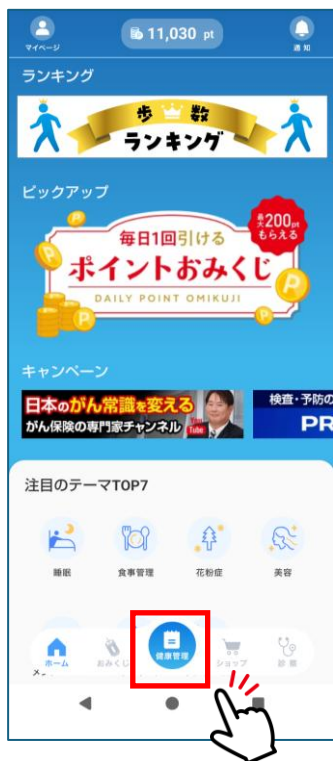 マイページ
11,030 pt
通知
ランキング
歩数
ランキング
ピックアップ
最大200pt
もらえる
毎日1回引ける
ポイントおみくじ
DAILY POINT OMIKUJI
キャンペーン
日本のがん常識を変える
がん保険の専門家チャンネル
You
Tube
検査・予防の
PR
注目のテーマTOP7
睡眠
食事管理
花粉症
美容
ホーム
おみくじ
健康管理
ショップ
診察